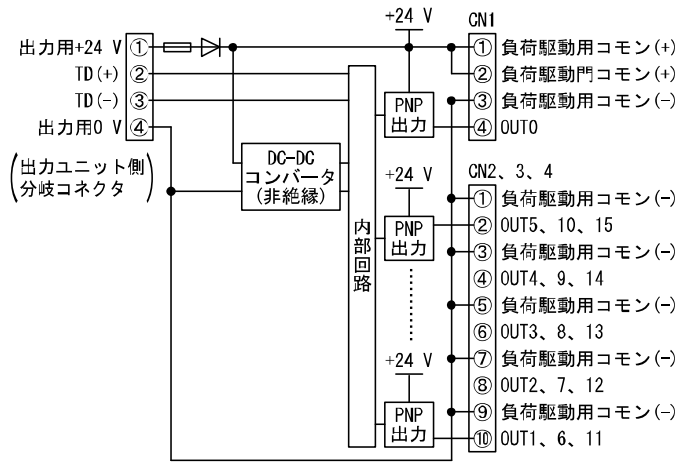 +24 V
CN1
出力用+24 V ①
① 負荷駆動用コモン(+)
TD(+) ②
② 負荷駆動門コモン(+)
TD(-) ③
③ 負荷駆動用コモン(-)
出力用0 V ④
PNP
出力
④ OUT0
(出力ユニット側
分岐コネクタ)
DC-DC
コンバータ
(非絶縁)
内部回路
+24 V
PNP
出力
+24 V
PNP
出力
CN2、3、4
① 負荷駆動用コモン(-)
② OUT5、10、15
③ 負荷駆動用コモン(-)
④ OUT4、9、14
⑤ 負荷駆動用コモン(-)
⑥ OUT3、8、13
⑦ 負荷駆動用コモン(-)
⑧ OUT2、7、12
⑨ 負荷駆動用コモン(-)
⑩ OUT1、6、11